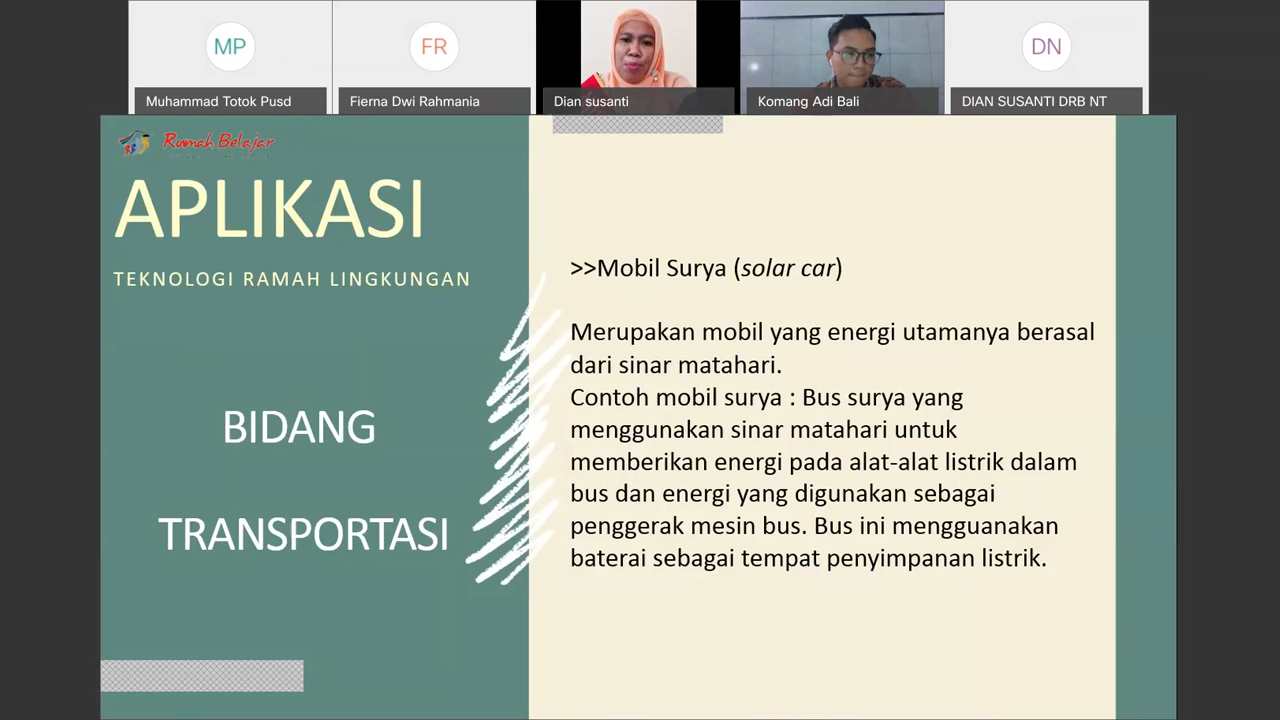 MP
FR
DN
Muhammad Totok Pusd
Fierna Dwi Rahmania
Dian susanti
Komang Adi Bali
DIAN SUSANTI DRB NT
Rumah Belajar
APLIKASI
TEKNOLOGI RAMAH LINGKUNGAN
BIDANG
TRANSPORTASI
>>Mobil Surya (solar car)
Merupakan mobil yang energi utamanya berasal
dari sinar matahari.
Contoh mobil surya : Bus surya yang
menggunakan sinar matahari untuk
memberikan energi pada alat-alat listrik dalam
bus dan energi yang digunakan sebagai
penggerak mesin bus. Bus ini mengguanakan
baterai sebagai tempat penyimpanan listrik.